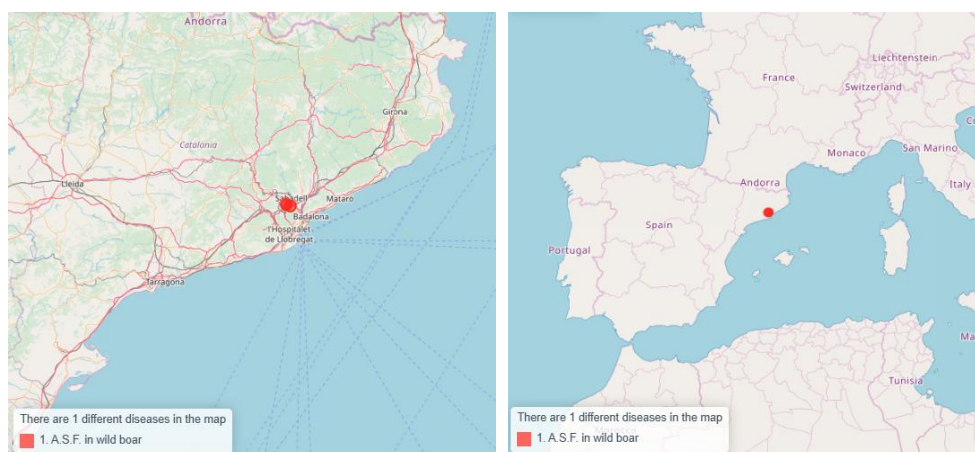 Andorra
Girona
Catalonia
Lleida
Sabadell
Mataró
Badalona
l'Hospitalet
de Llobregat
Tarragona
There are 1 different diseases in the map
1. A.S.F. in wild boar
Liechtenstein
France
Switzerland
Monaco
San Marino
Andorra
Italy
Spain
Portugal
Tunisia
There are 1 different diseases in the map
1. A.S.F. in wild boar